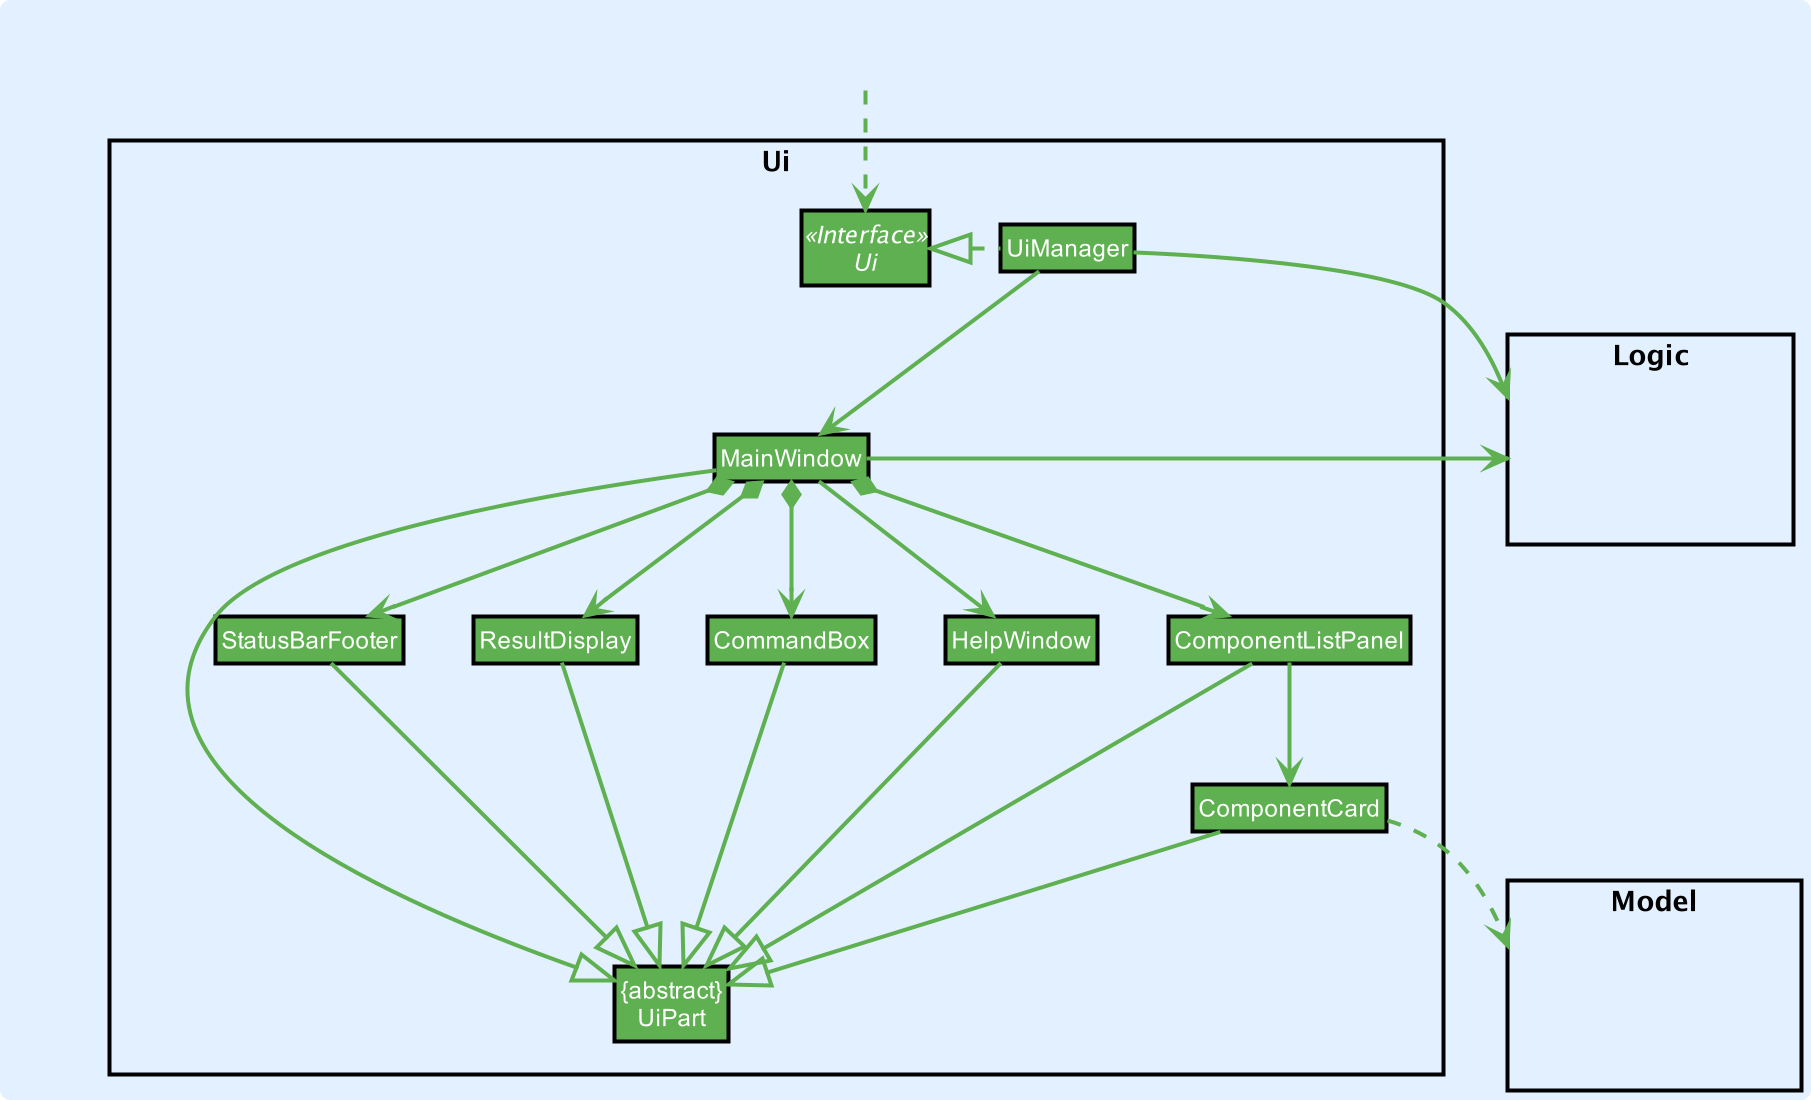 Ui
«Interface»
Ui
UiManager
Logic
MainWindow
StatusBarFooter
ResultDisplay
CommandBox
HelpWindow
ComponentListPanel
ComponentCard
Model
{abstract}
UiPart